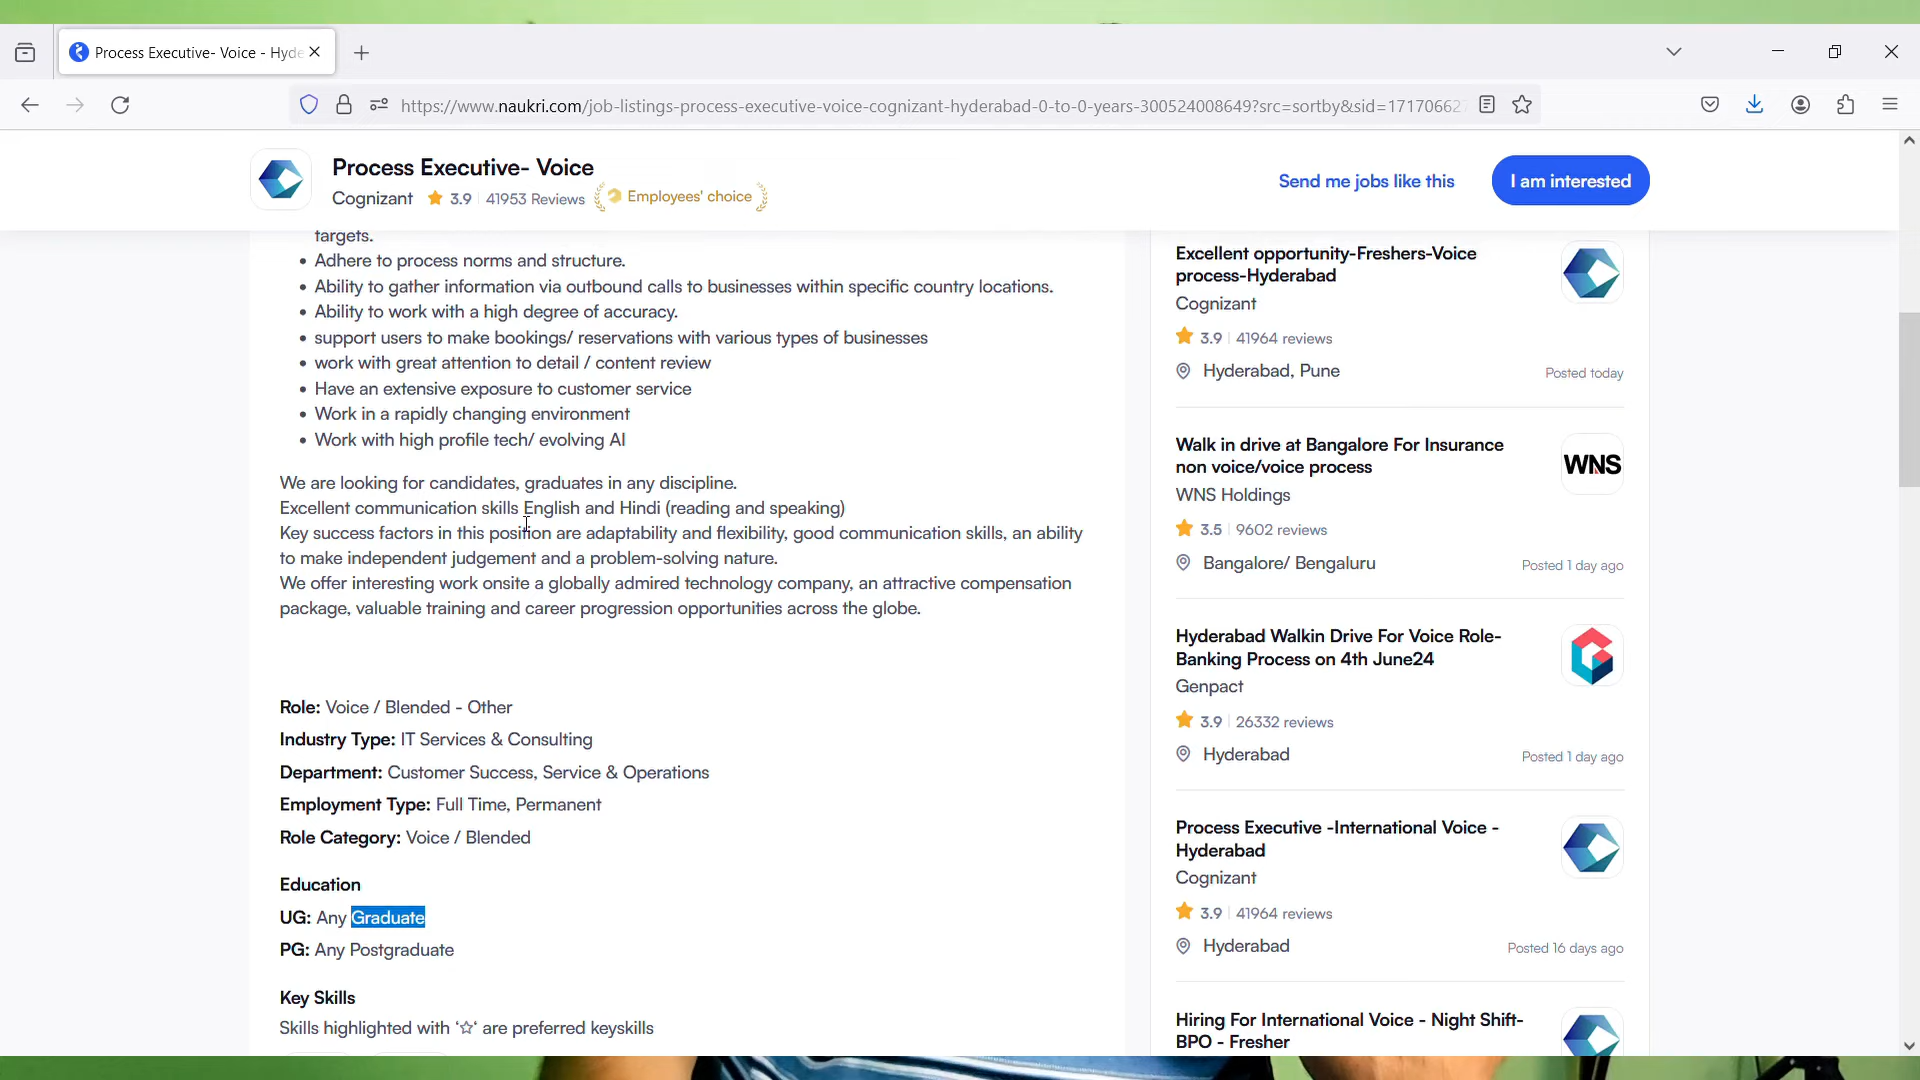 Process Executive- Voice - Hyde
https://www.naukri.com/job-listings-process-executive-voice-cognizant-hyderabad-0-to-0-years-300524008649?src=sortby&sid=171706627
Process Executive- Voice
Cognizant 3.9 41953 Reviews Employees' choice
Send me jobs like this
I am interested
targets.
• Adhere to process norms and structure.
• Ability to gather information via outbound calls to businesses within specific country locations.
• Ability to work with a high degree of accuracy.
• support users to make bookings/ reservations with various types of businesses
• work with great attention to detail / content review
• Have an extensive exposure to customer service
• Work in a rapidly changing environment
• Work with high profile tech/ evolving AI
We are looking for candidates, graduates in any discipline.
Excellent communication skills English and Hindi (reading and speaking)
Key success factors in this position are adaptability and flexibility, good communication skills, an ability
to make independent judgement and a problem-solving nature.
We offer interesting work onsite a globally admired technology company, an attractive compensation
package, valuable training and career progression opportunities across the globe.
Role: Voice / Blended - Other
Industry Type: IT Services & Consulting
Department: Customer Success, Service & Operations
Employment Type: Full Time, Permanent
Role Category: Voice / Blended
Education
UG: Any Graduate
PG: Any Postgraduate
Key Skills
Skills highlighted with ‘☆‘ are preferred keyskills
Excellent opportunity-Freshers-Voice
process-Hyderabad
Cognizant
3.9 41964 reviews
Hyderabad, Pune
Posted today
Walk in drive at Bangalore For Insurance
non voice/voice process
WNS
WNS Holdings
3.5 9602 reviews
Bangalore/ Bengaluru
Posted 1 day ago
Hyderabad Walkin Drive For Voice Role-
Banking Process on 4th June24
Genpact
3.9 26332 reviews
Hyderabad
Posted 1 day ago
Process Executive -International Voice -
Hyderabad
Cognizant
3.9 41964 reviews
Hyderabad
Posted 16 days ago
Hiring For International Voice - Night Shift-
BPO - Fresher